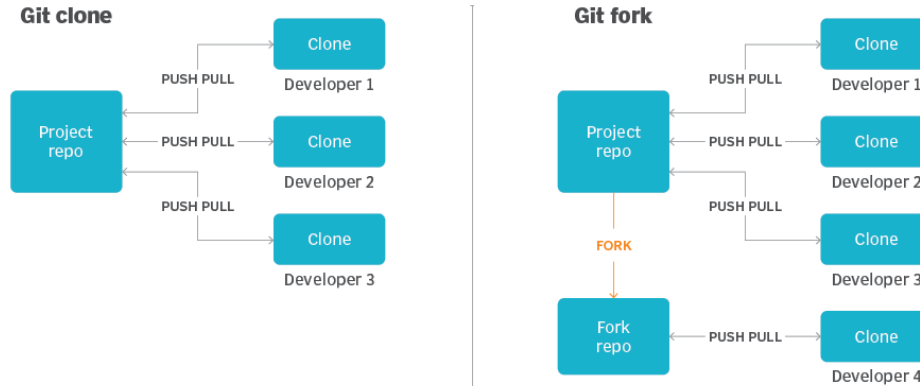 Git clone
Clone
Developer 1
PUSH PULL
Project
repo
PUSH PULL
Clone
Developer 2
PUSH PULL
Clone
Developer 3
Git fork
Clone
Developer 1
PUSH PULL
Project
repo
PUSH PULL
Clone
Developer 2
PUSH PULL
Clone
Developer 3
FORK
Fork
repo
PUSH PULL
Clone
Developer 4